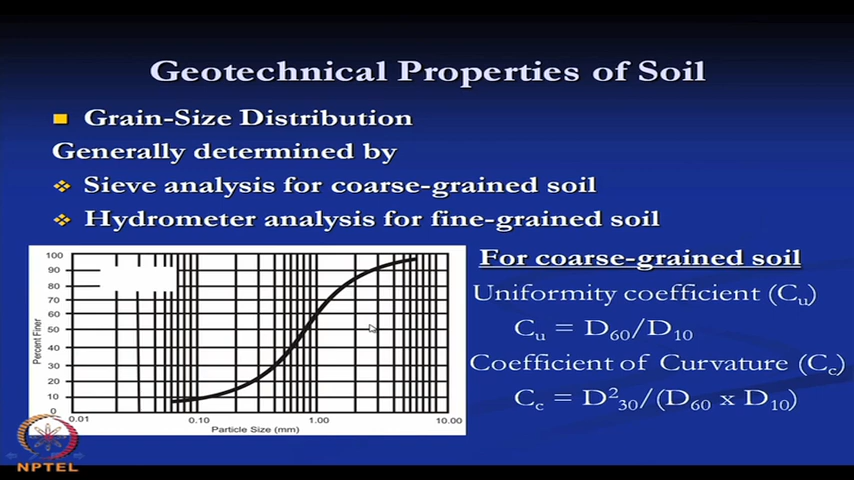 Geotechnical Properties of Soil
Grain-Size Distribution
Generally determined by
Sieve analysis for coarse-grained soil
Hydrometer analysis for fine-grained soil
100
90
80
70
60
50
40
30
20
10
0
Percent Finer
0.01
0.10
1.00
10.00
Particle Size (mm)
For coarse-grained soil
Uniformity coefficient (Cu)
Cu = D60/D10
Coefficient of Curvature (Cc)
Cc = D²30/(D60 x D10)
NPTEL